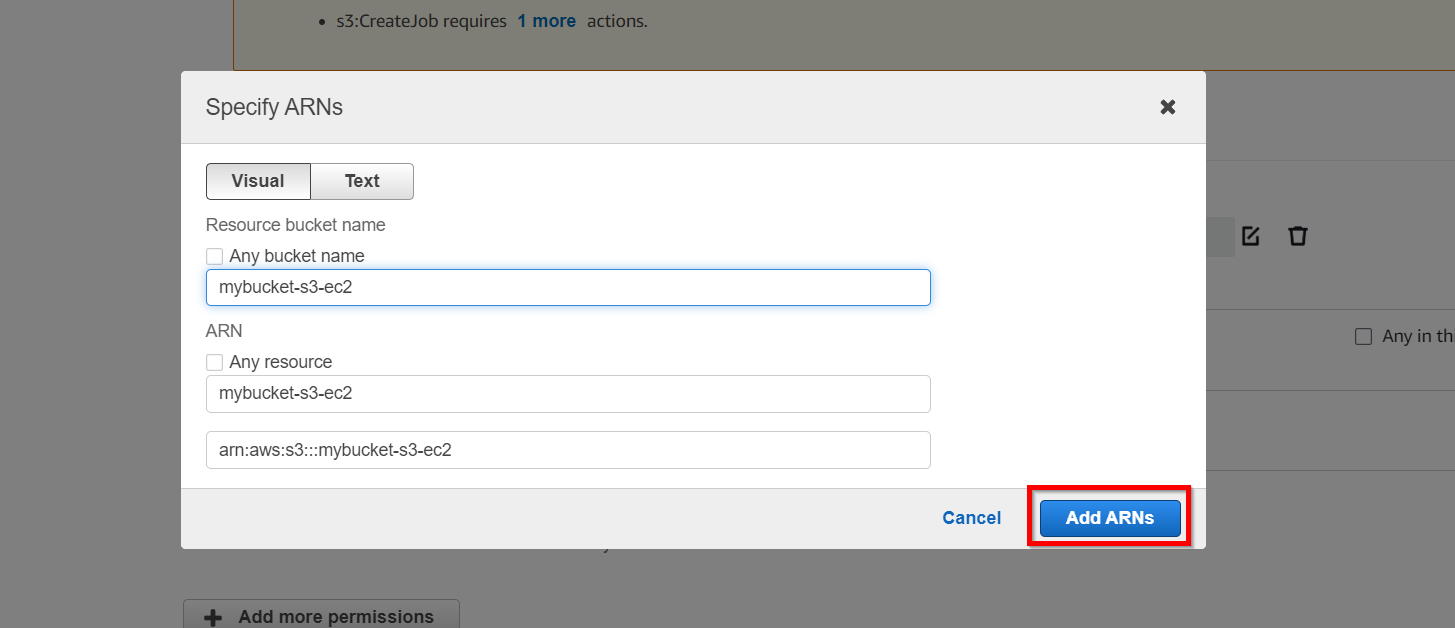 s3:CreateJob requires 1 more actions.
Specify ARNs
Visual Text
Resource bucket name
Any bucket name
mybucket-s3-ec2
ARN
Any resource
mybucket-s3-ec2
Any in thi
arn:aws:s3:::mybucket-s3-ec2
Cancel Add ARNs
Add more permissions